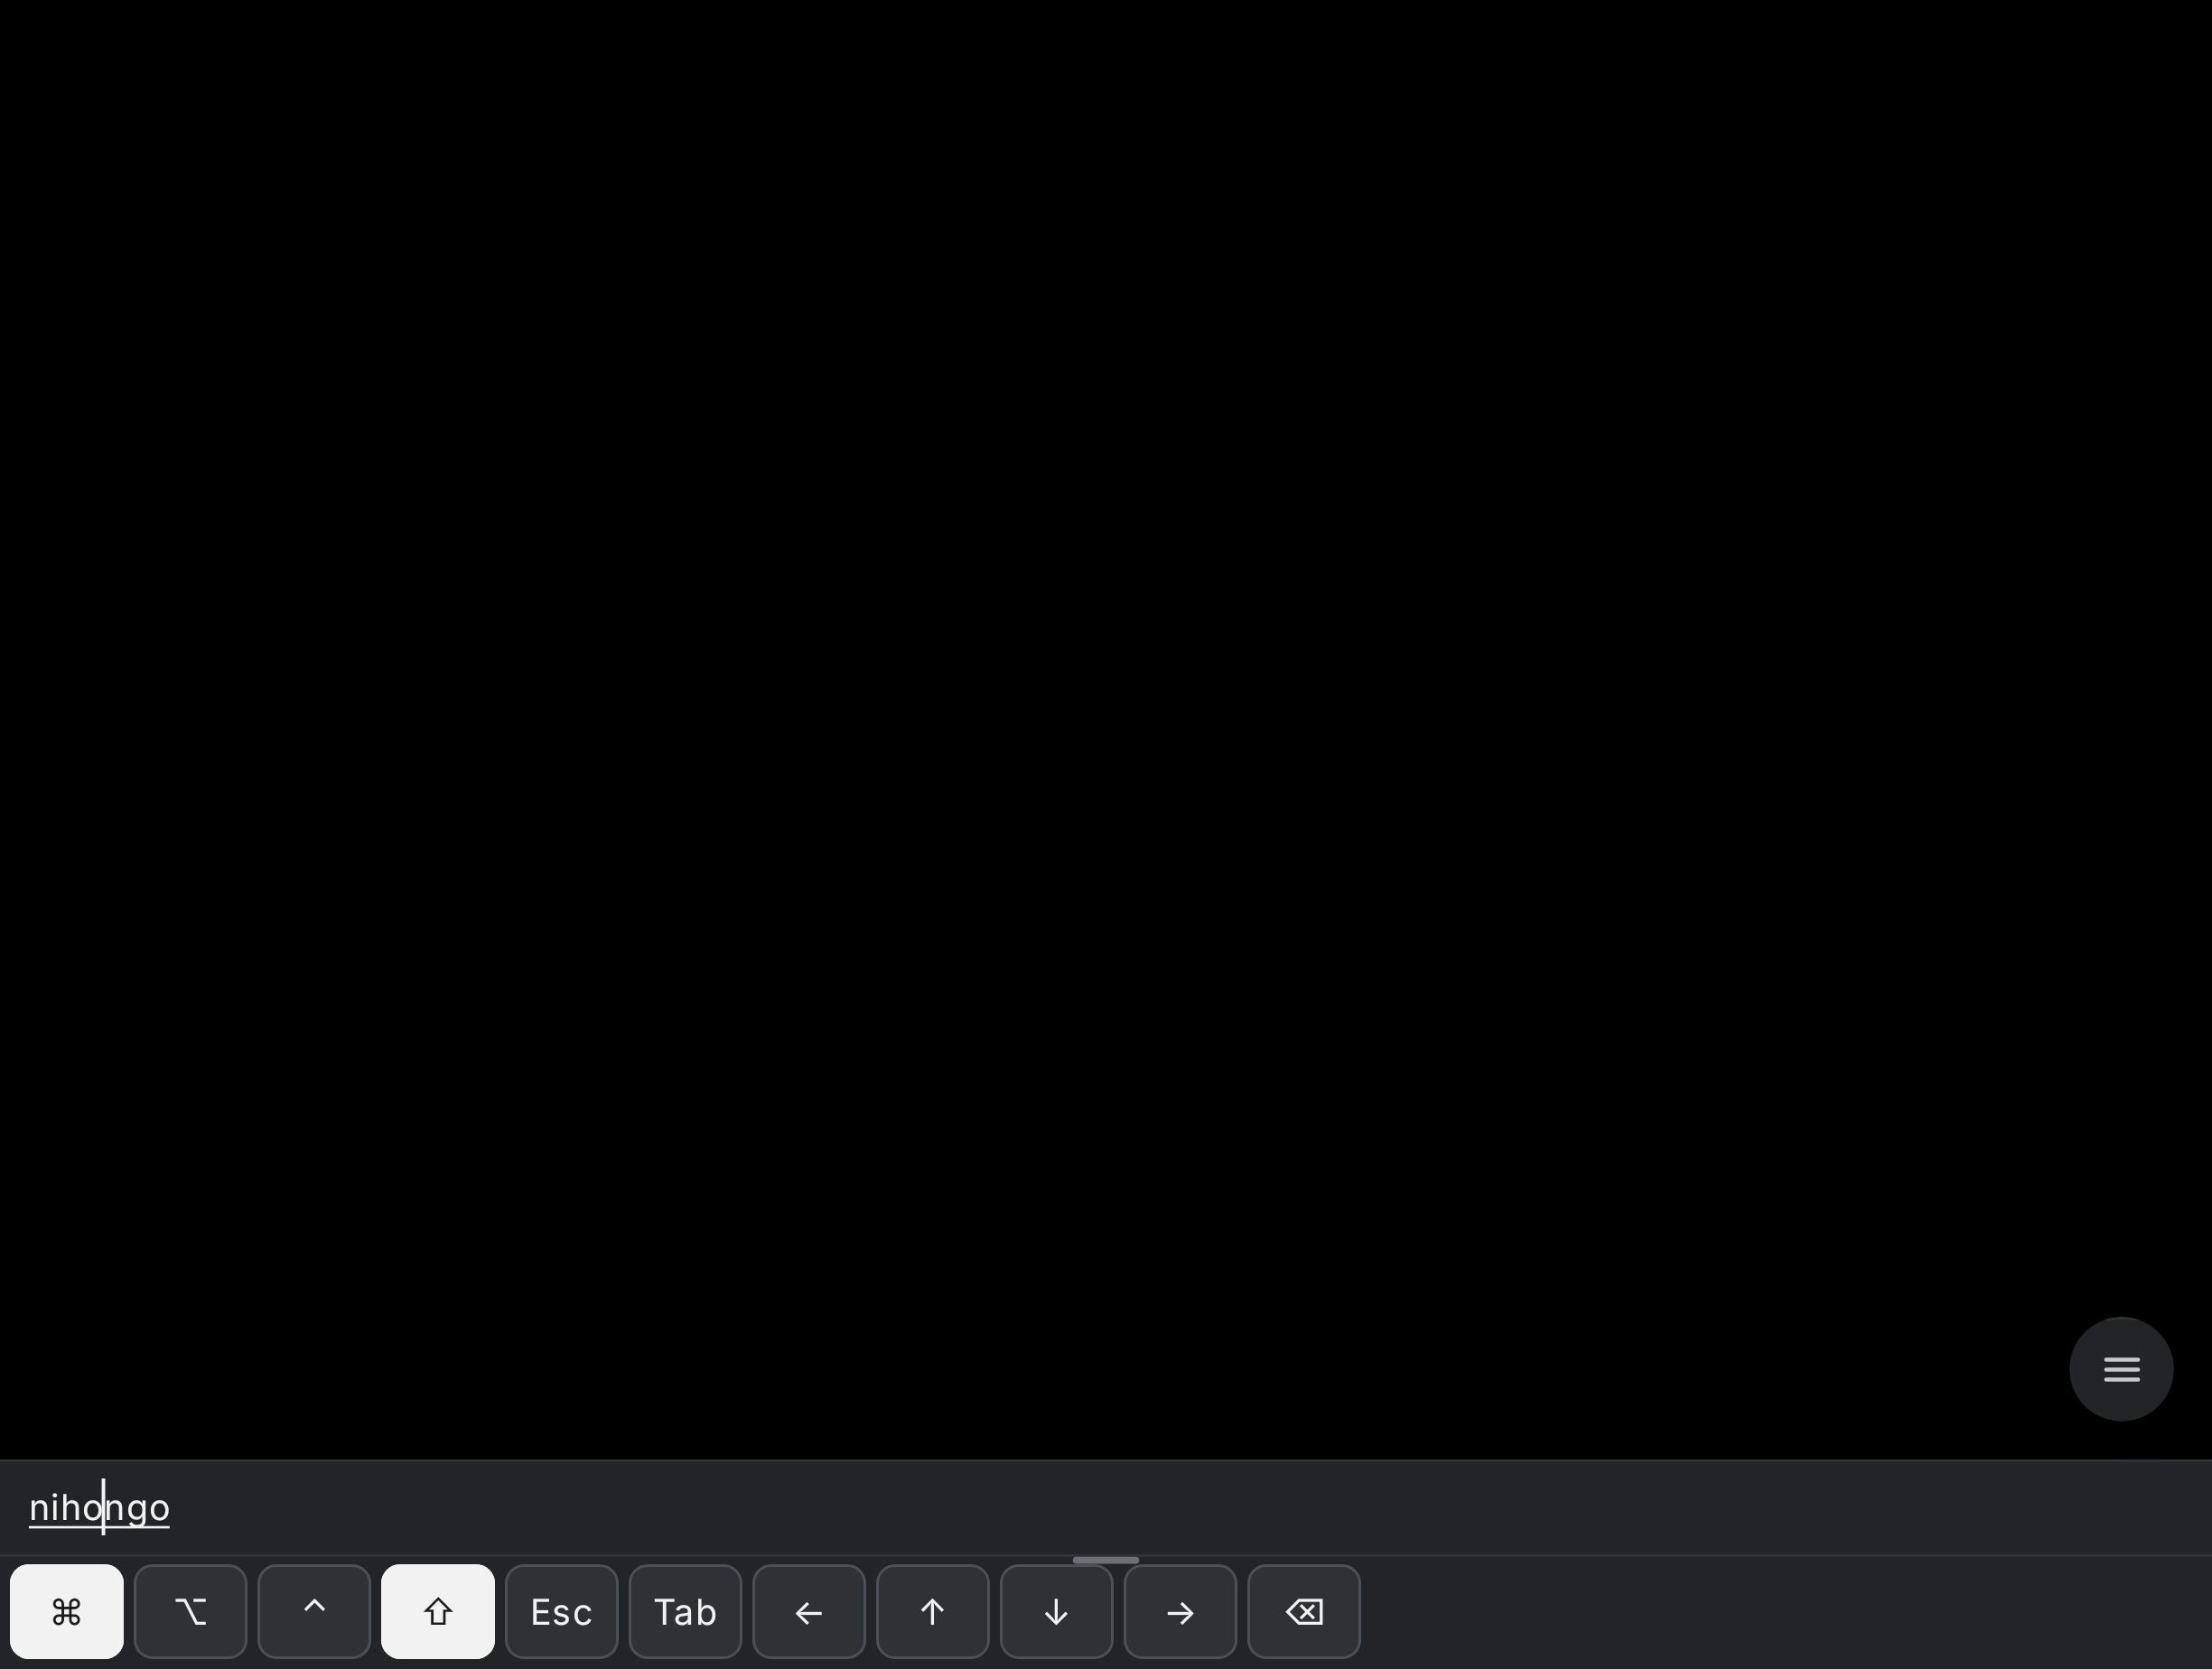 nihongo
⌘ ⌥ ^ ⇧ Esc Tab ← ↑ ↓ → ⌫